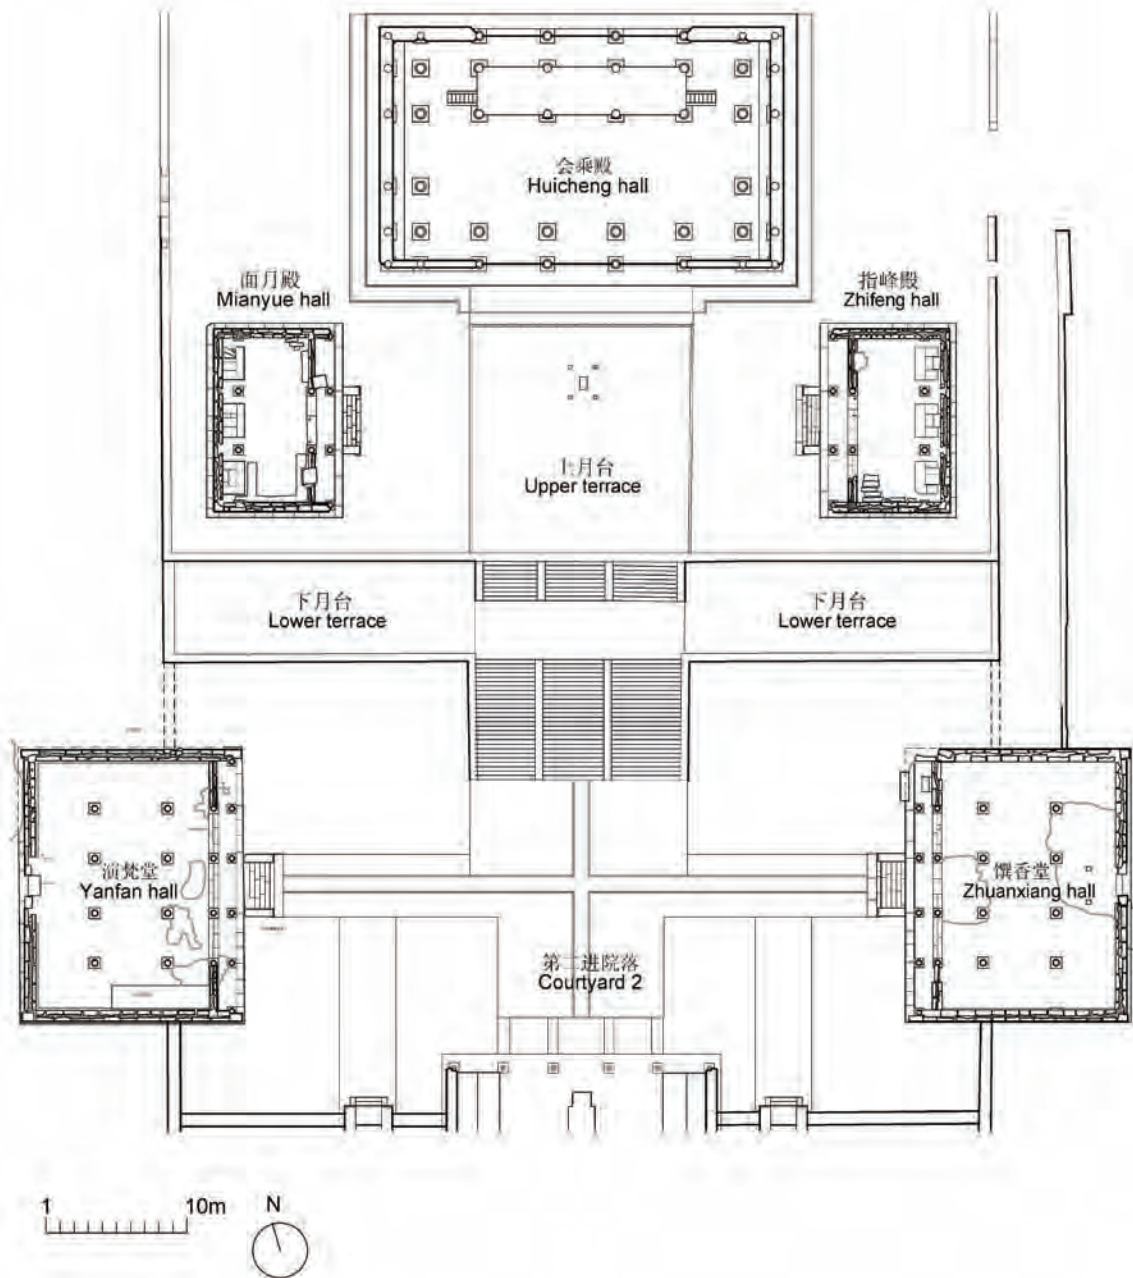 会乘殿
Huicheng hall
面月殿
Mianyue hall
指峰殿
Zhifeng hall
上月台
Upper terrace
下月台
Lower terrace
下月台
Lower terrace
演梵堂
Yanfan hall
馔香堂
Zhuanxiang hall
第二进院落
Courtyard 2
1 10m
N